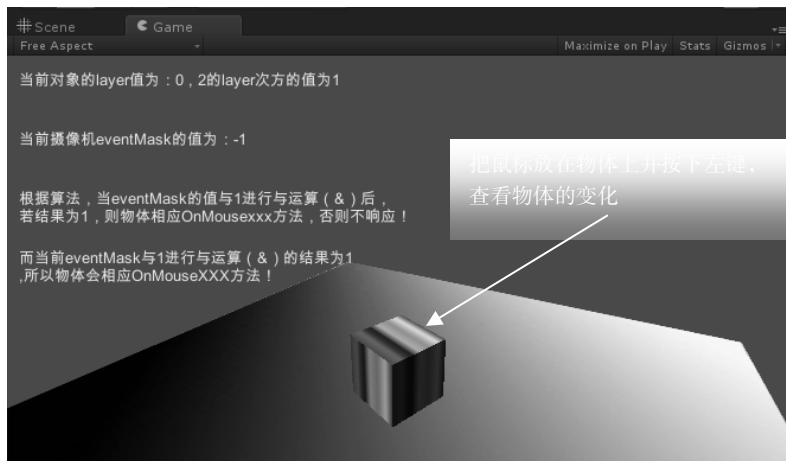 Scene
Game
Free Aspect
Maximize on Play Stats Gizmos
当前对象的layer值为：0，2的layer次方的值为1
当前摄像机eventMask的值为：-1
把鼠标放在物体上并按下左键，
查看物体的变化
根据算法，当eventMask的值与1进行与运算（&）后，
若结果为1，则物体相应OnMousexxx方法，否则不响应！
而当前eventMask与1进行与运算（&）的结果为1
,所以物体会相应OnMouseXXX方法！